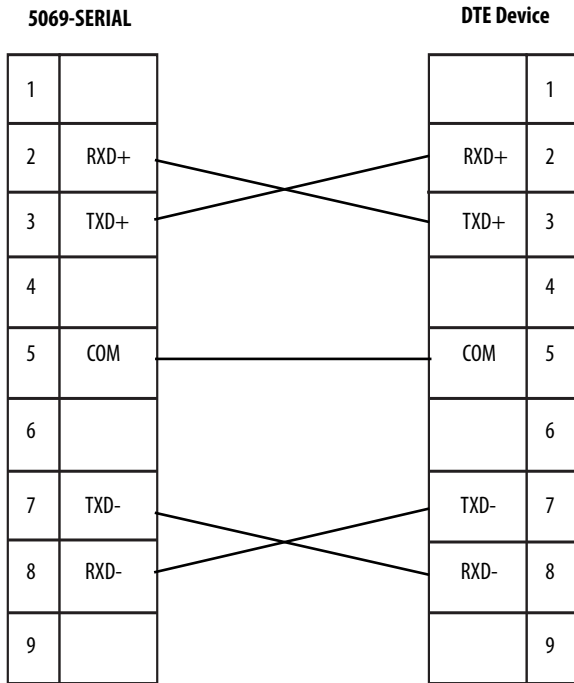 5069-SERIAL DTE Device
1 1
2 RXD+ RXD+ 2
3 TXD+ TXD+ 3
4 4
5 COM COM 5
6 6
7 TXD- TXD- 7
8 RXD- RXD- 8
9 9